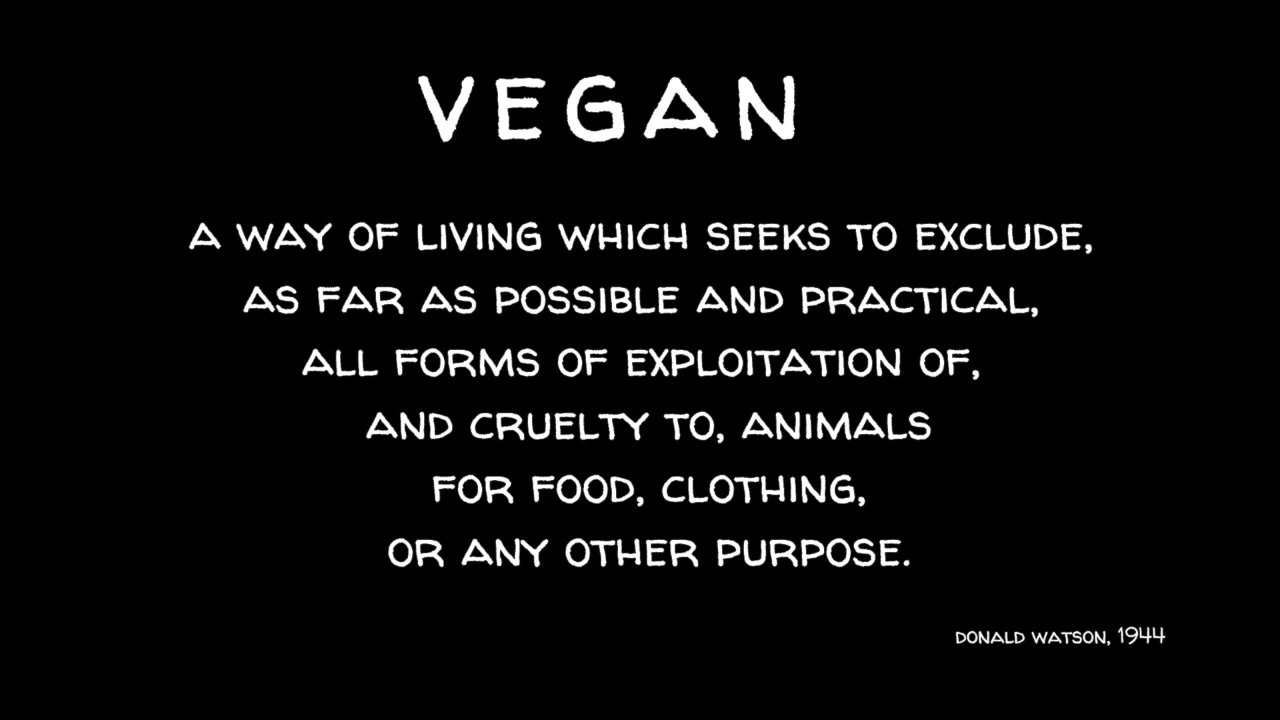 VEGAN
A WAY OF LIVING WHICH SEEKS TO EXCLUDE,
AS FAR AS POSSIBLE AND PRACTICAL,
ALL FORMS OF EXPLOITATION OF,
AND CRUELTY TO, ANIMALS
FOR FOOD, CLOTHING,
OR ANY OTHER PURPOSE.
DONALD WATSON, 1944